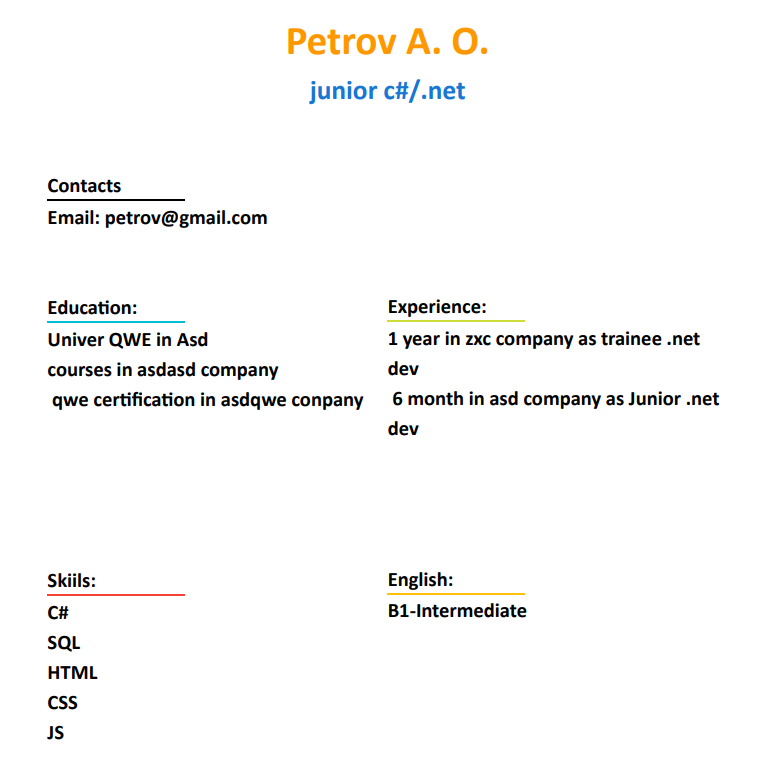 Petrov A. O.
junior c#/.net
Contacts
Email: petrov@gmail.com
Education:
Univer QWE in Asd
courses in asdasd company
qwe certification in asdqwe conpany
Experience:
1 year in zxc company as trainee .net
dev
6 month in asd company as Junior .net
dev
Skiils:
C#
SQL
HTML
CSS
JS
English:
B1-Intermediate